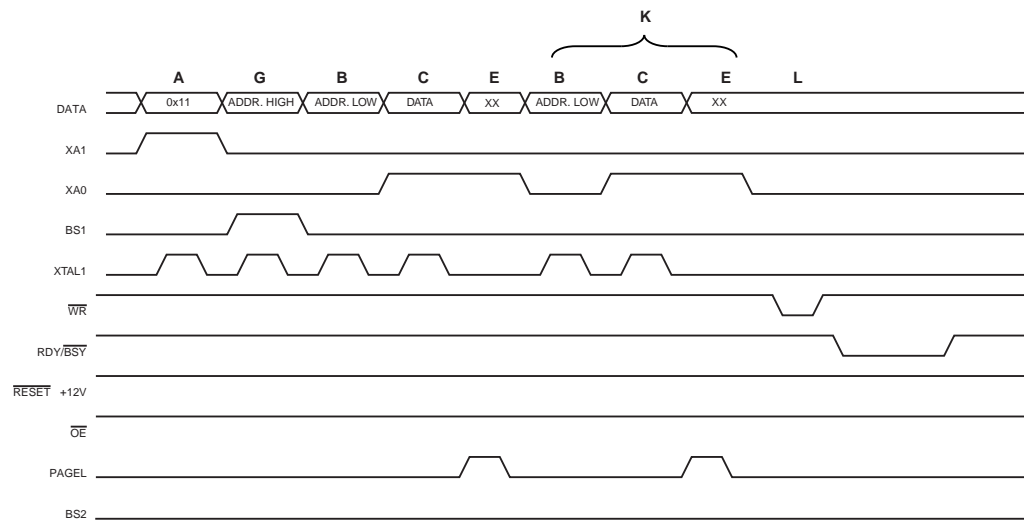 K
A G B C E B C E L
DATA 0x11 ADDR. HIGH ADDR. LOW DATA XX ADDR. LOW DATA XX
XA1
XA0
BS1
XTAL1
WR
RDY/BSY
RESET +12V
OE
PAGEL
BS2